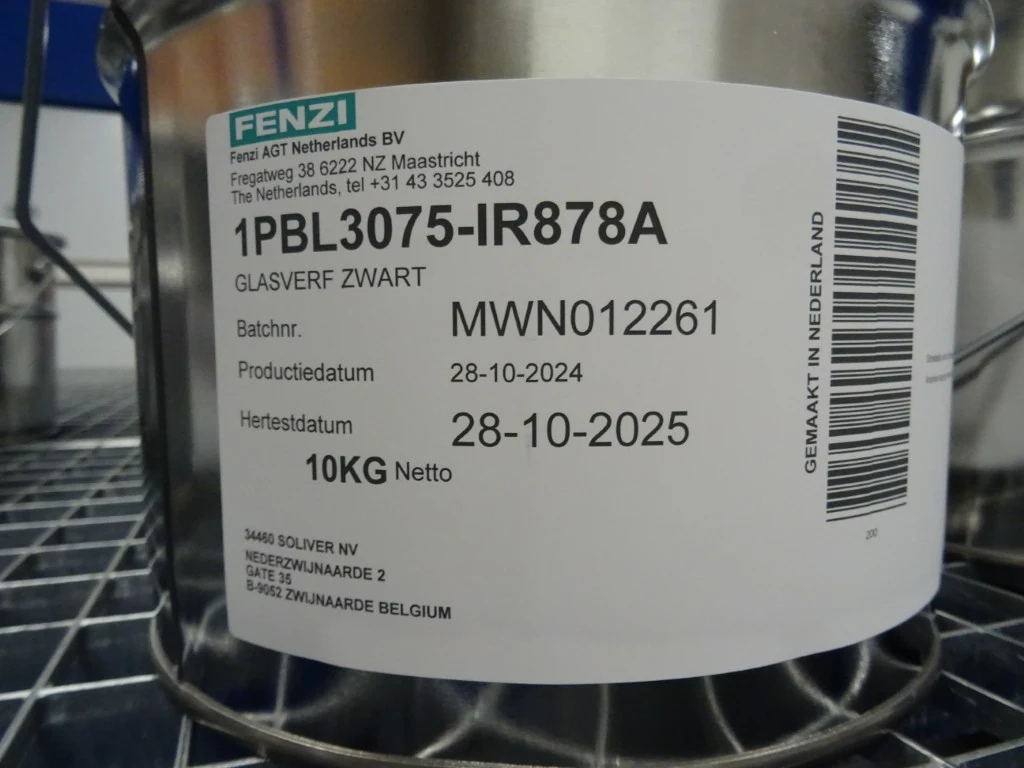 FENZI
Fenzi AGT Netherlands BV
Fregatweg 38 6222 NZ Maastricht
The Netherlands, tel +31 43 3525 408
1PBL3075-IR878A
GLASVERF ZWART
Batchnr. MWN012261
Productiedatum 28-10-2024
Hertestdatum 28-10-2025
10KG Netto
34460 SOLIVER NV
NEDERZWIJNAARDE 2
GATE 35
B-9052 ZWIJNAARDE BELGIUM
GEMAAKT IN NEDERLAND
200